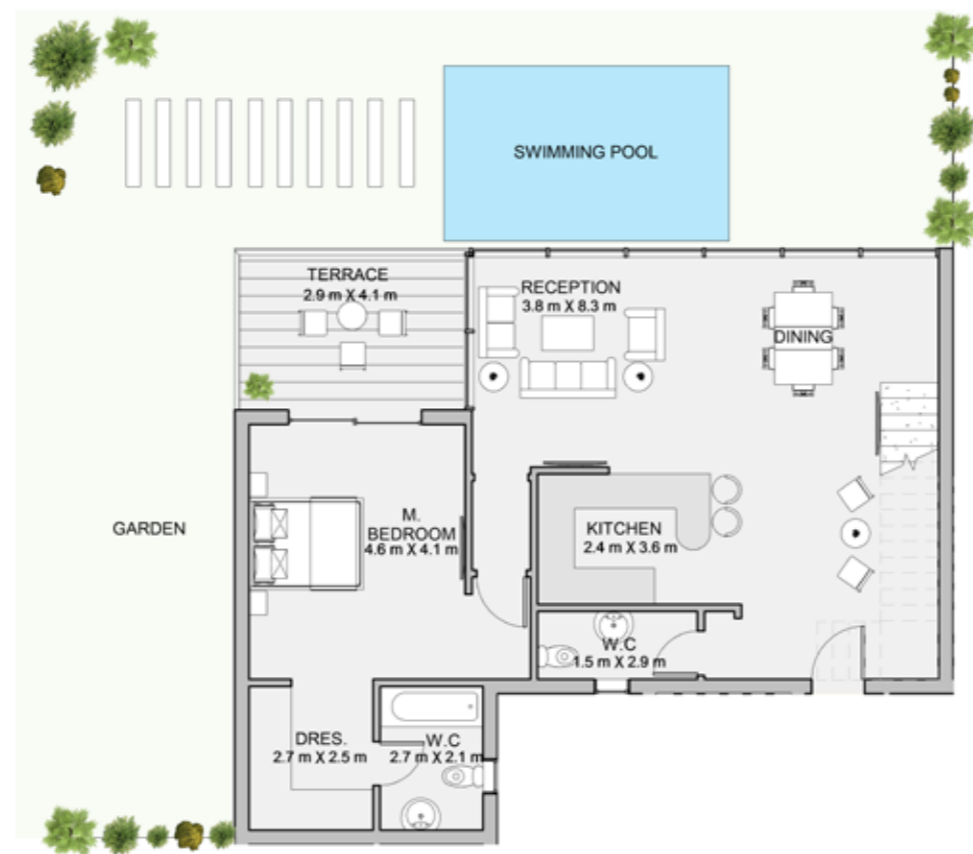 SWIMMING POOL
TERRACE
2.9 m X 4.1 m
RECEPTION
3.8 m X 8.3 m
DINING
GARDEN
M.
BEDROOM
4.6 m X 4.1 m
KITCHEN
2.4 m X 3.6 m
W.C
1.5 m X 2.9 m
DRES.
2.7 m X 2.5 m
W.C
2.7 m X 2.1 m